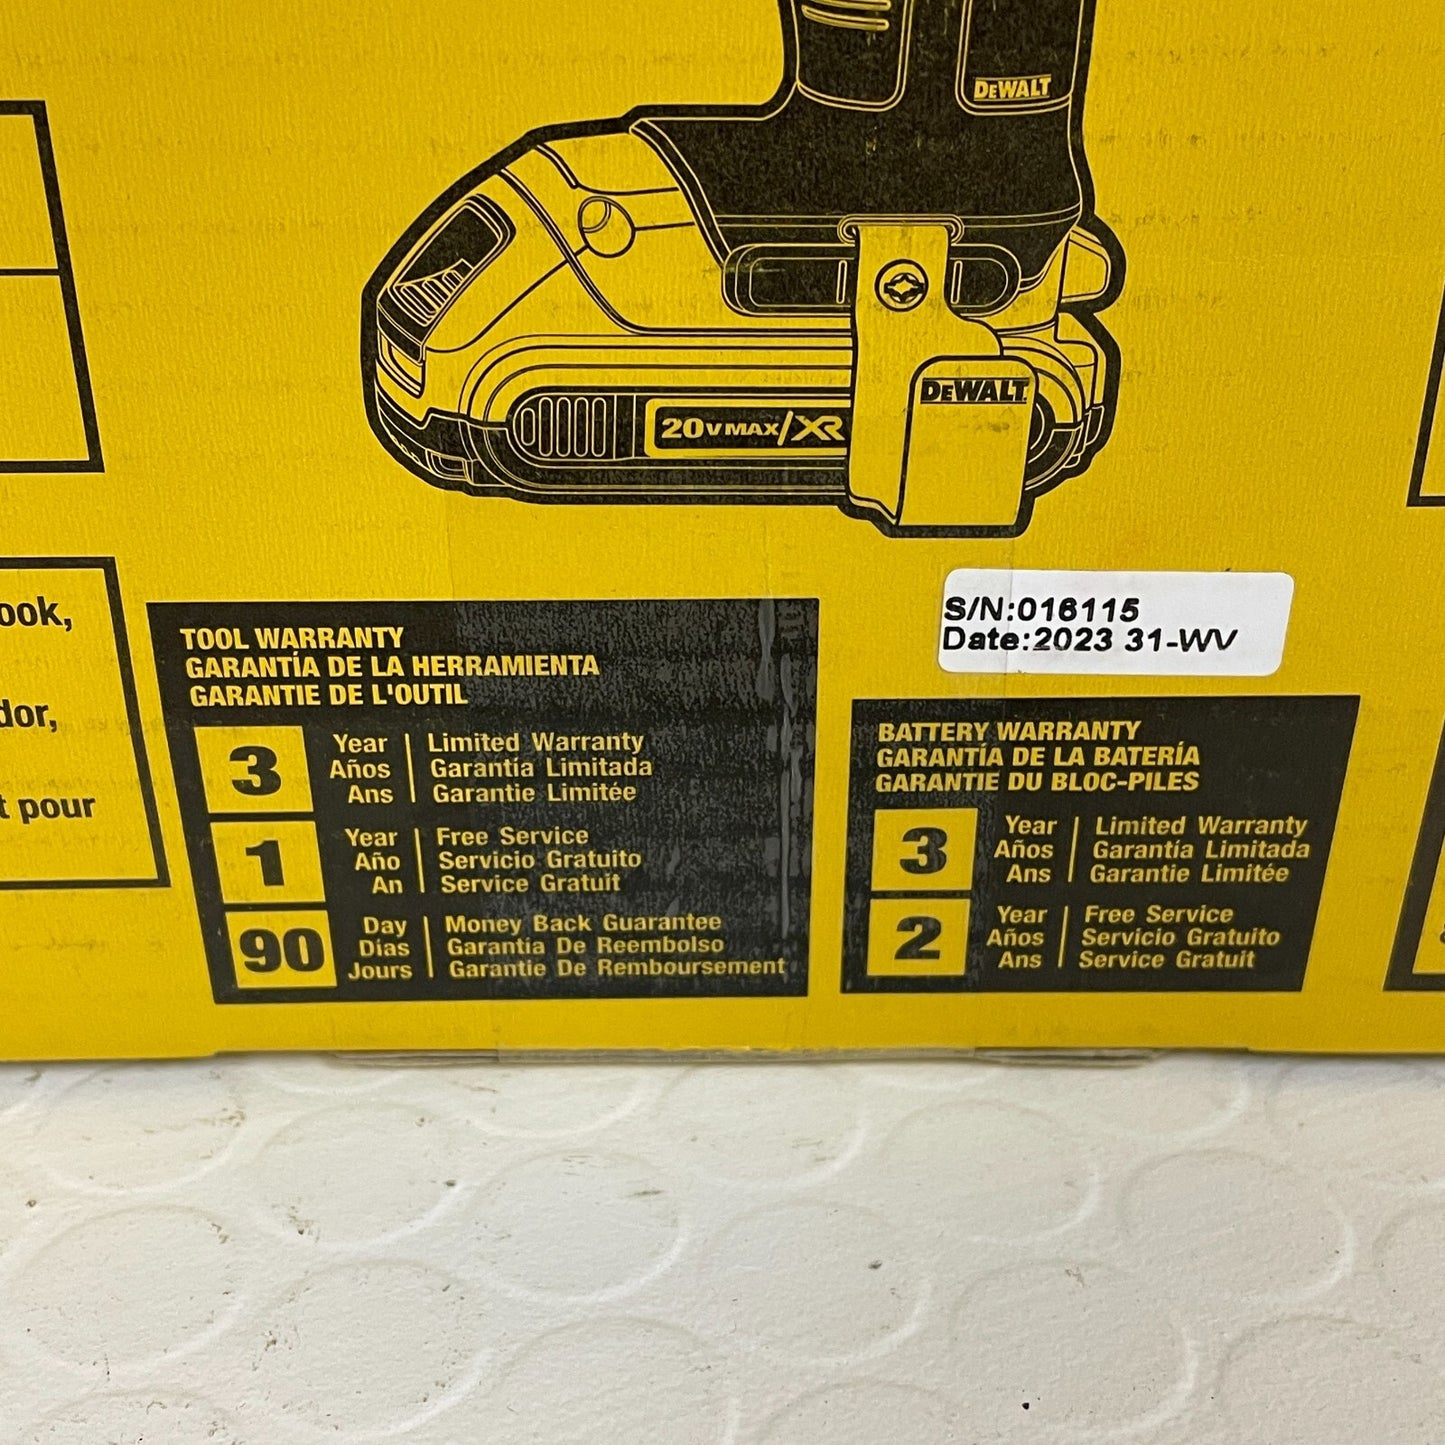 DEWALT
DEWALT
20V MAX/XR
ook,
dor,
t pour
S/N:016115
Date:2023 31-WV
TOOL WARRANTY
GARANTÍA DE LA HERRAMIENTA
GARANTIE DE L'OUTIL
3 Year Años Ans
Limited Warranty
Garantía Limitada
Garantie Limitée
1 Year Año An
Free Service
Servicio Gratuito
Service Gratuit
90 Day Días Jours
Money Back Guarantee
Garantía De Reembolso
Garantie De Remboursement
BATTERY WARRANTY
GARANTÍA DE LA BATERÍA
GARANTIE DU BLOC-PILES
3 Year Años Ans
Limited Warranty
Garantía Limitada
Garantie Limitée
2 Year Años Ans
Free Service
Servicio Gratuito
Service Gratuit